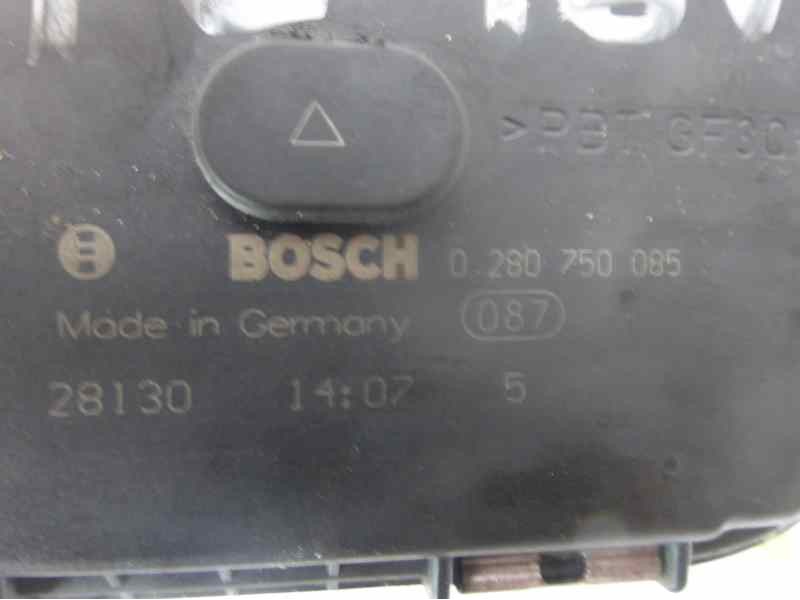 >PBT GF30
BOSCH 0 280 750 085
Made in Germany 087
28130 14:07 5